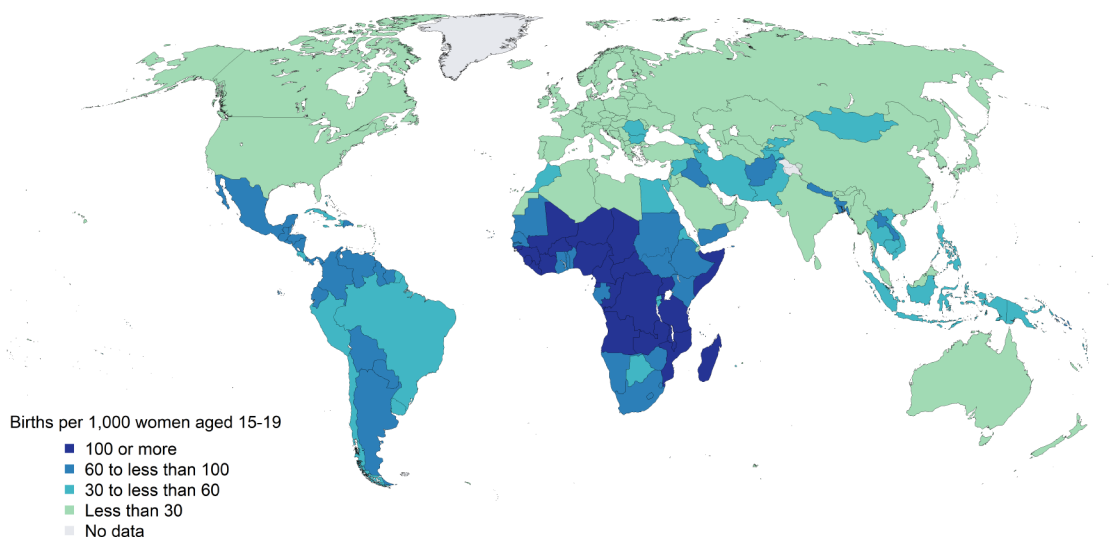 Births per 1,000 women aged 15-19
100 or more
60 to less than 100
30 to less than 60
Less than 30
No data